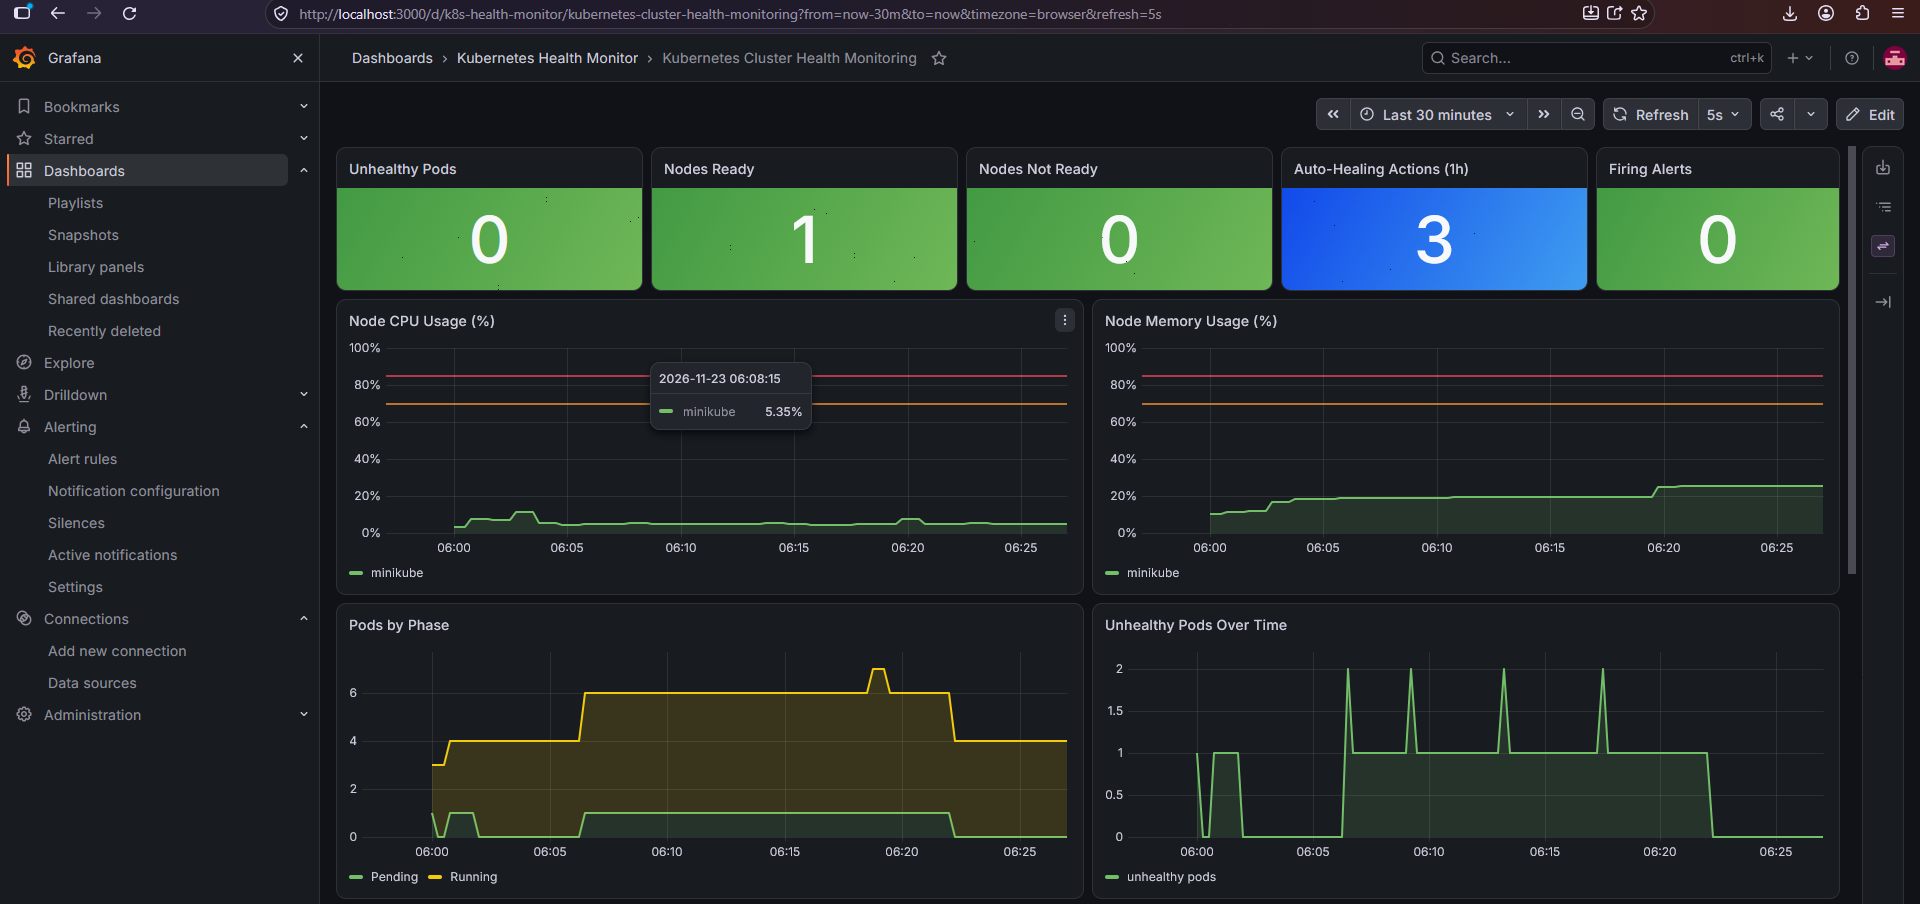 http://localhost:3000/d/k8s-health-monitor/kubernetes-cluster-health-monitoring?from=now-30m&to=now&timezone=browser&refresh=5s
Grafana
Dashboards › Kubernetes Health Monitor › Kubernetes Cluster Health Monitoring
Search... ctrl+k
Bookmarks
Starred
Dashboards
Playlists
Snapshots
Library panels
Shared dashboards
Recently deleted
Explore
Drilldown
Alerting
Alert rules
Notification configuration
Silences
Active notifications
Settings
Connections
Add new connection
Data sources
Administration
Last 30 minutes Refresh 5s Edit
Unhealthy Pods
0
Nodes Ready
1
Nodes Not Ready
0
Auto-Healing Actions (1h)
3
Firing Alerts
0
Node CPU Usage (%)
100%
80%
60%
40%
20%
0%
06:00 06:05 06:10 06:15 06:20 06:25
2026-11-23 06:08:15
minikube 5.35%
minikube
Node Memory Usage (%)
100%
80%
60%
40%
20%
0%
06:00 06:05 06:10 06:15 06:20 06:25
minikube
Pods by Phase
6
4
2
0
06:00 06:05 06:10 06:15 06:20 06:25
Pending Running
Unhealthy Pods Over Time
2
1.5
1
0.5
0
06:00 06:05 06:10 06:15 06:20 06:25
unhealthy pods